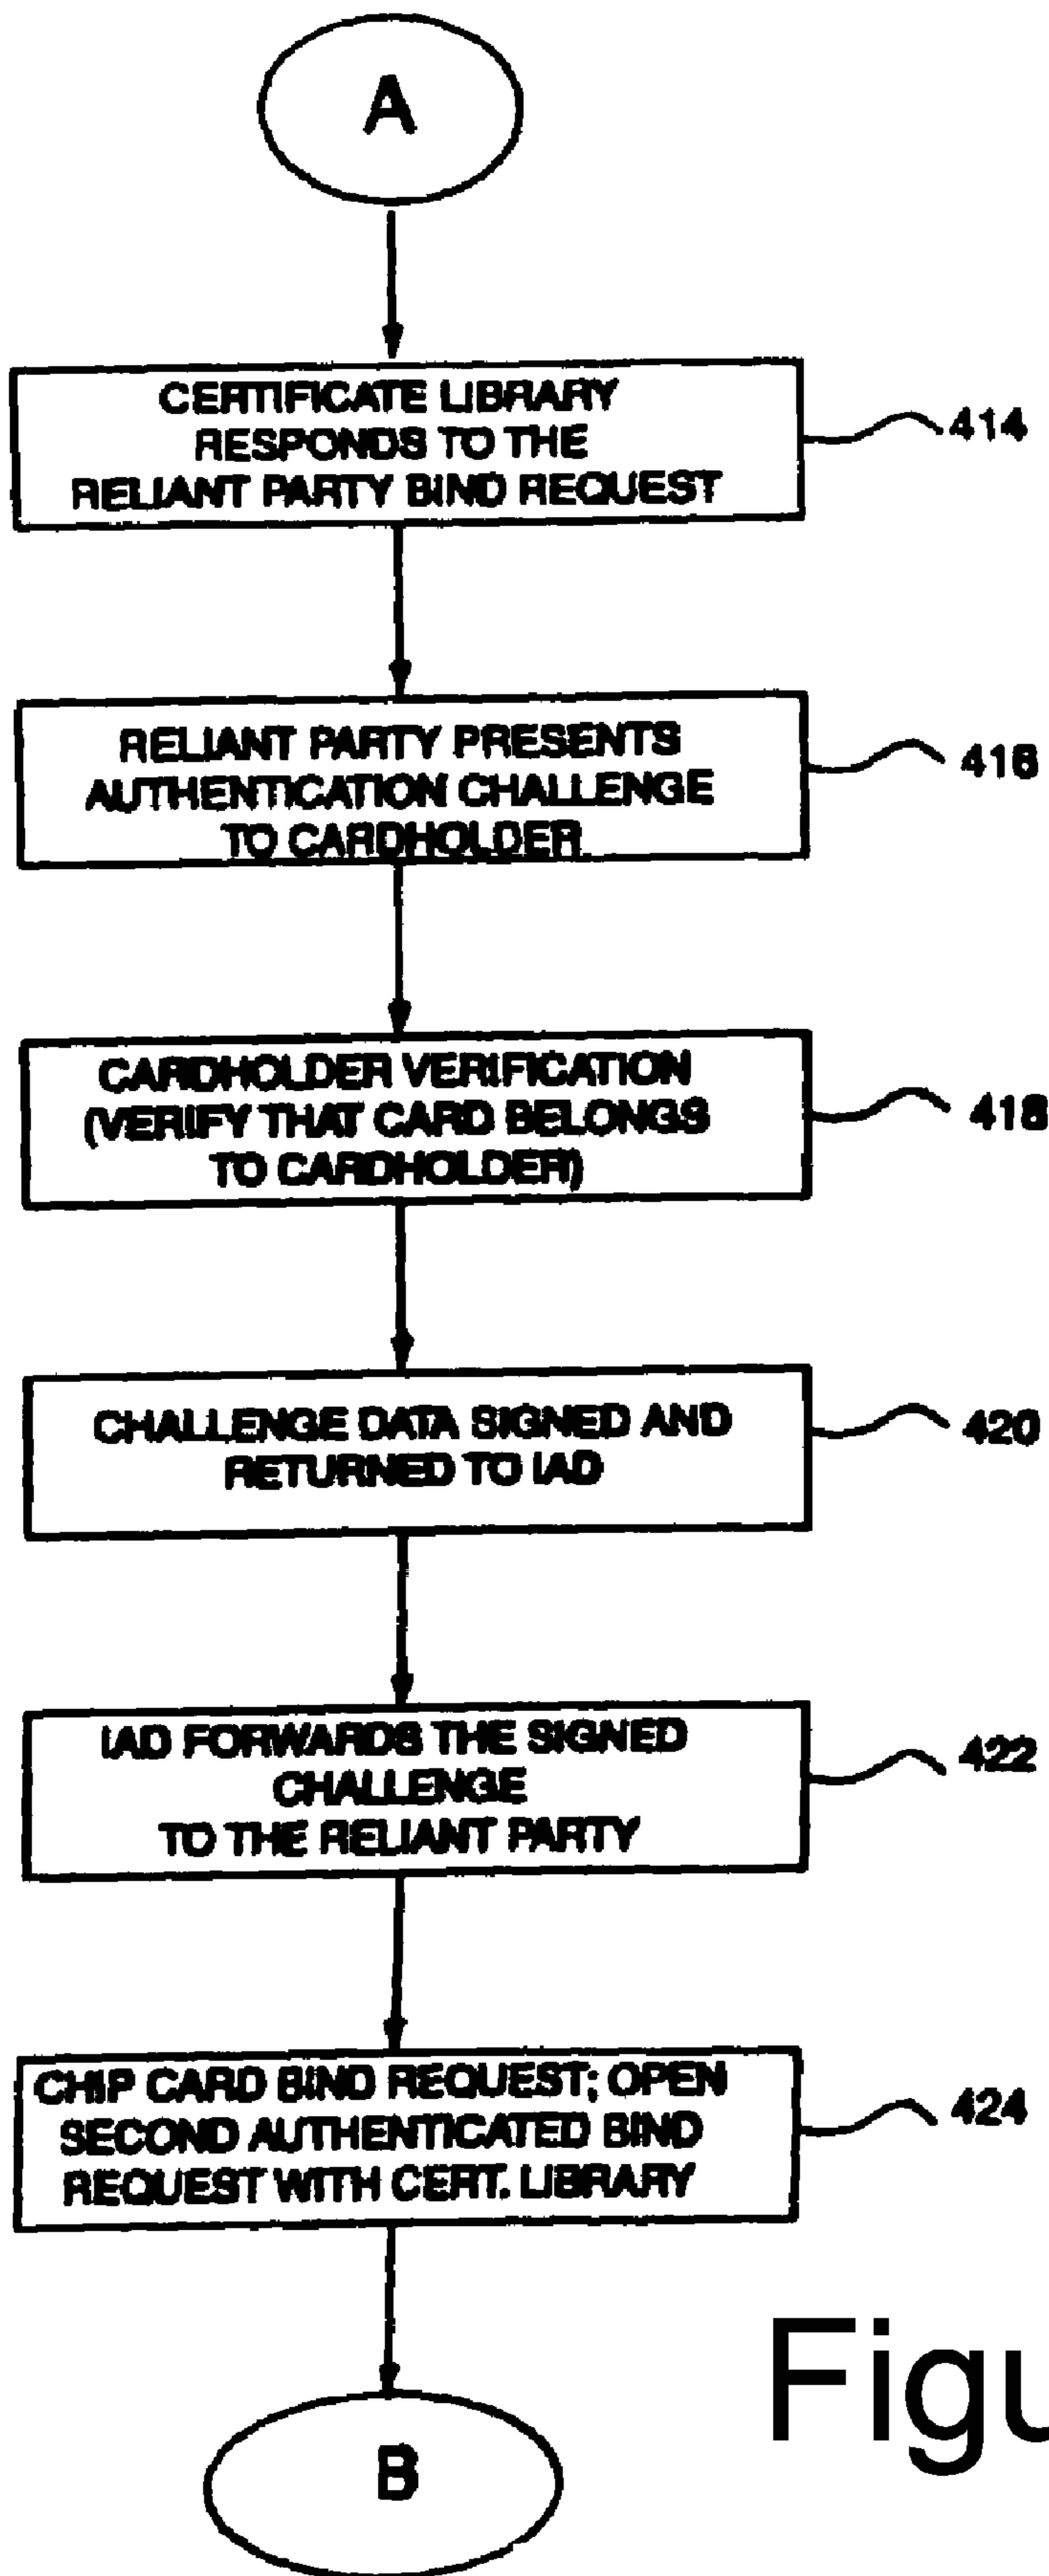 A
CERTIFICATE LIBRARY
RESPONDS TO THE
RELIANT PARTY BIND REQUEST
414
RELIANT PARTY PRESENTS
AUTHENTICATION CHALLENGE
TO CARDHOLDER
416
CARDHOLDER VERIFICATION
(VERIFY THAT CARD BELONGS
TO CARDHOLDER)
418
CHALLENGE DATA SIGNED AND
RETURNED TO IAD
420
IAD FORWARDS THE SIGNED
CHALLENGE
TO THE RELIANT PARTY
422
CHIP CARD BIND REQUEST; OPEN
SECOND AUTHENTICATED BIND
REQUEST WITH CERT. LIBRARY
424
B